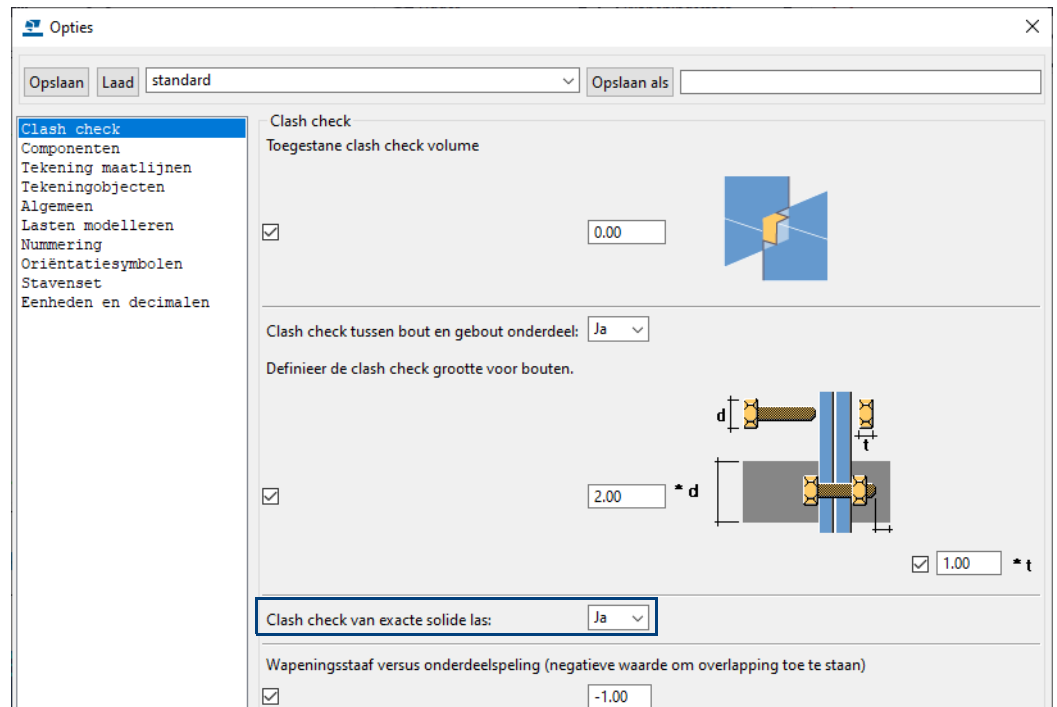 Opties
Opslaan Laad standard Opslaan als
Clash check
Componenten
Tekening maatlijnen
Tekeningobjecten
Algemeen
Lasten modelleren
Nummering
Oriëntatiesymbolen
Stavenset
Eenheden en decimalen
Clash check
Toegestane clash check volume
0.00
Clash check tussen bout en gebout onderdeel: Ja
Definieer de clash check grootte voor bouten.
d
t
2.00 * d
1.00 * t
Clash check van exacte solide las: Ja
Wapeningsstaaf versus onderdeelspeling (negatieve waarde om overlapping toe te staan)
-1.00